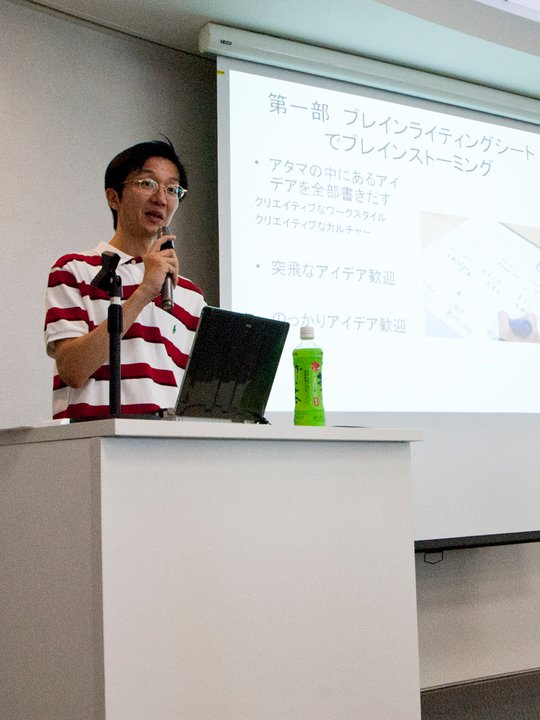 第一部 ブレインライティングシート
でブレインストーミング
• アタマの中にあるアイ
デアを全部書きだす
クリエイティブなワークスタイル
クリエイティブなカルチャー
• 突飛なアイデア歓迎
のっかりアイデア歓迎